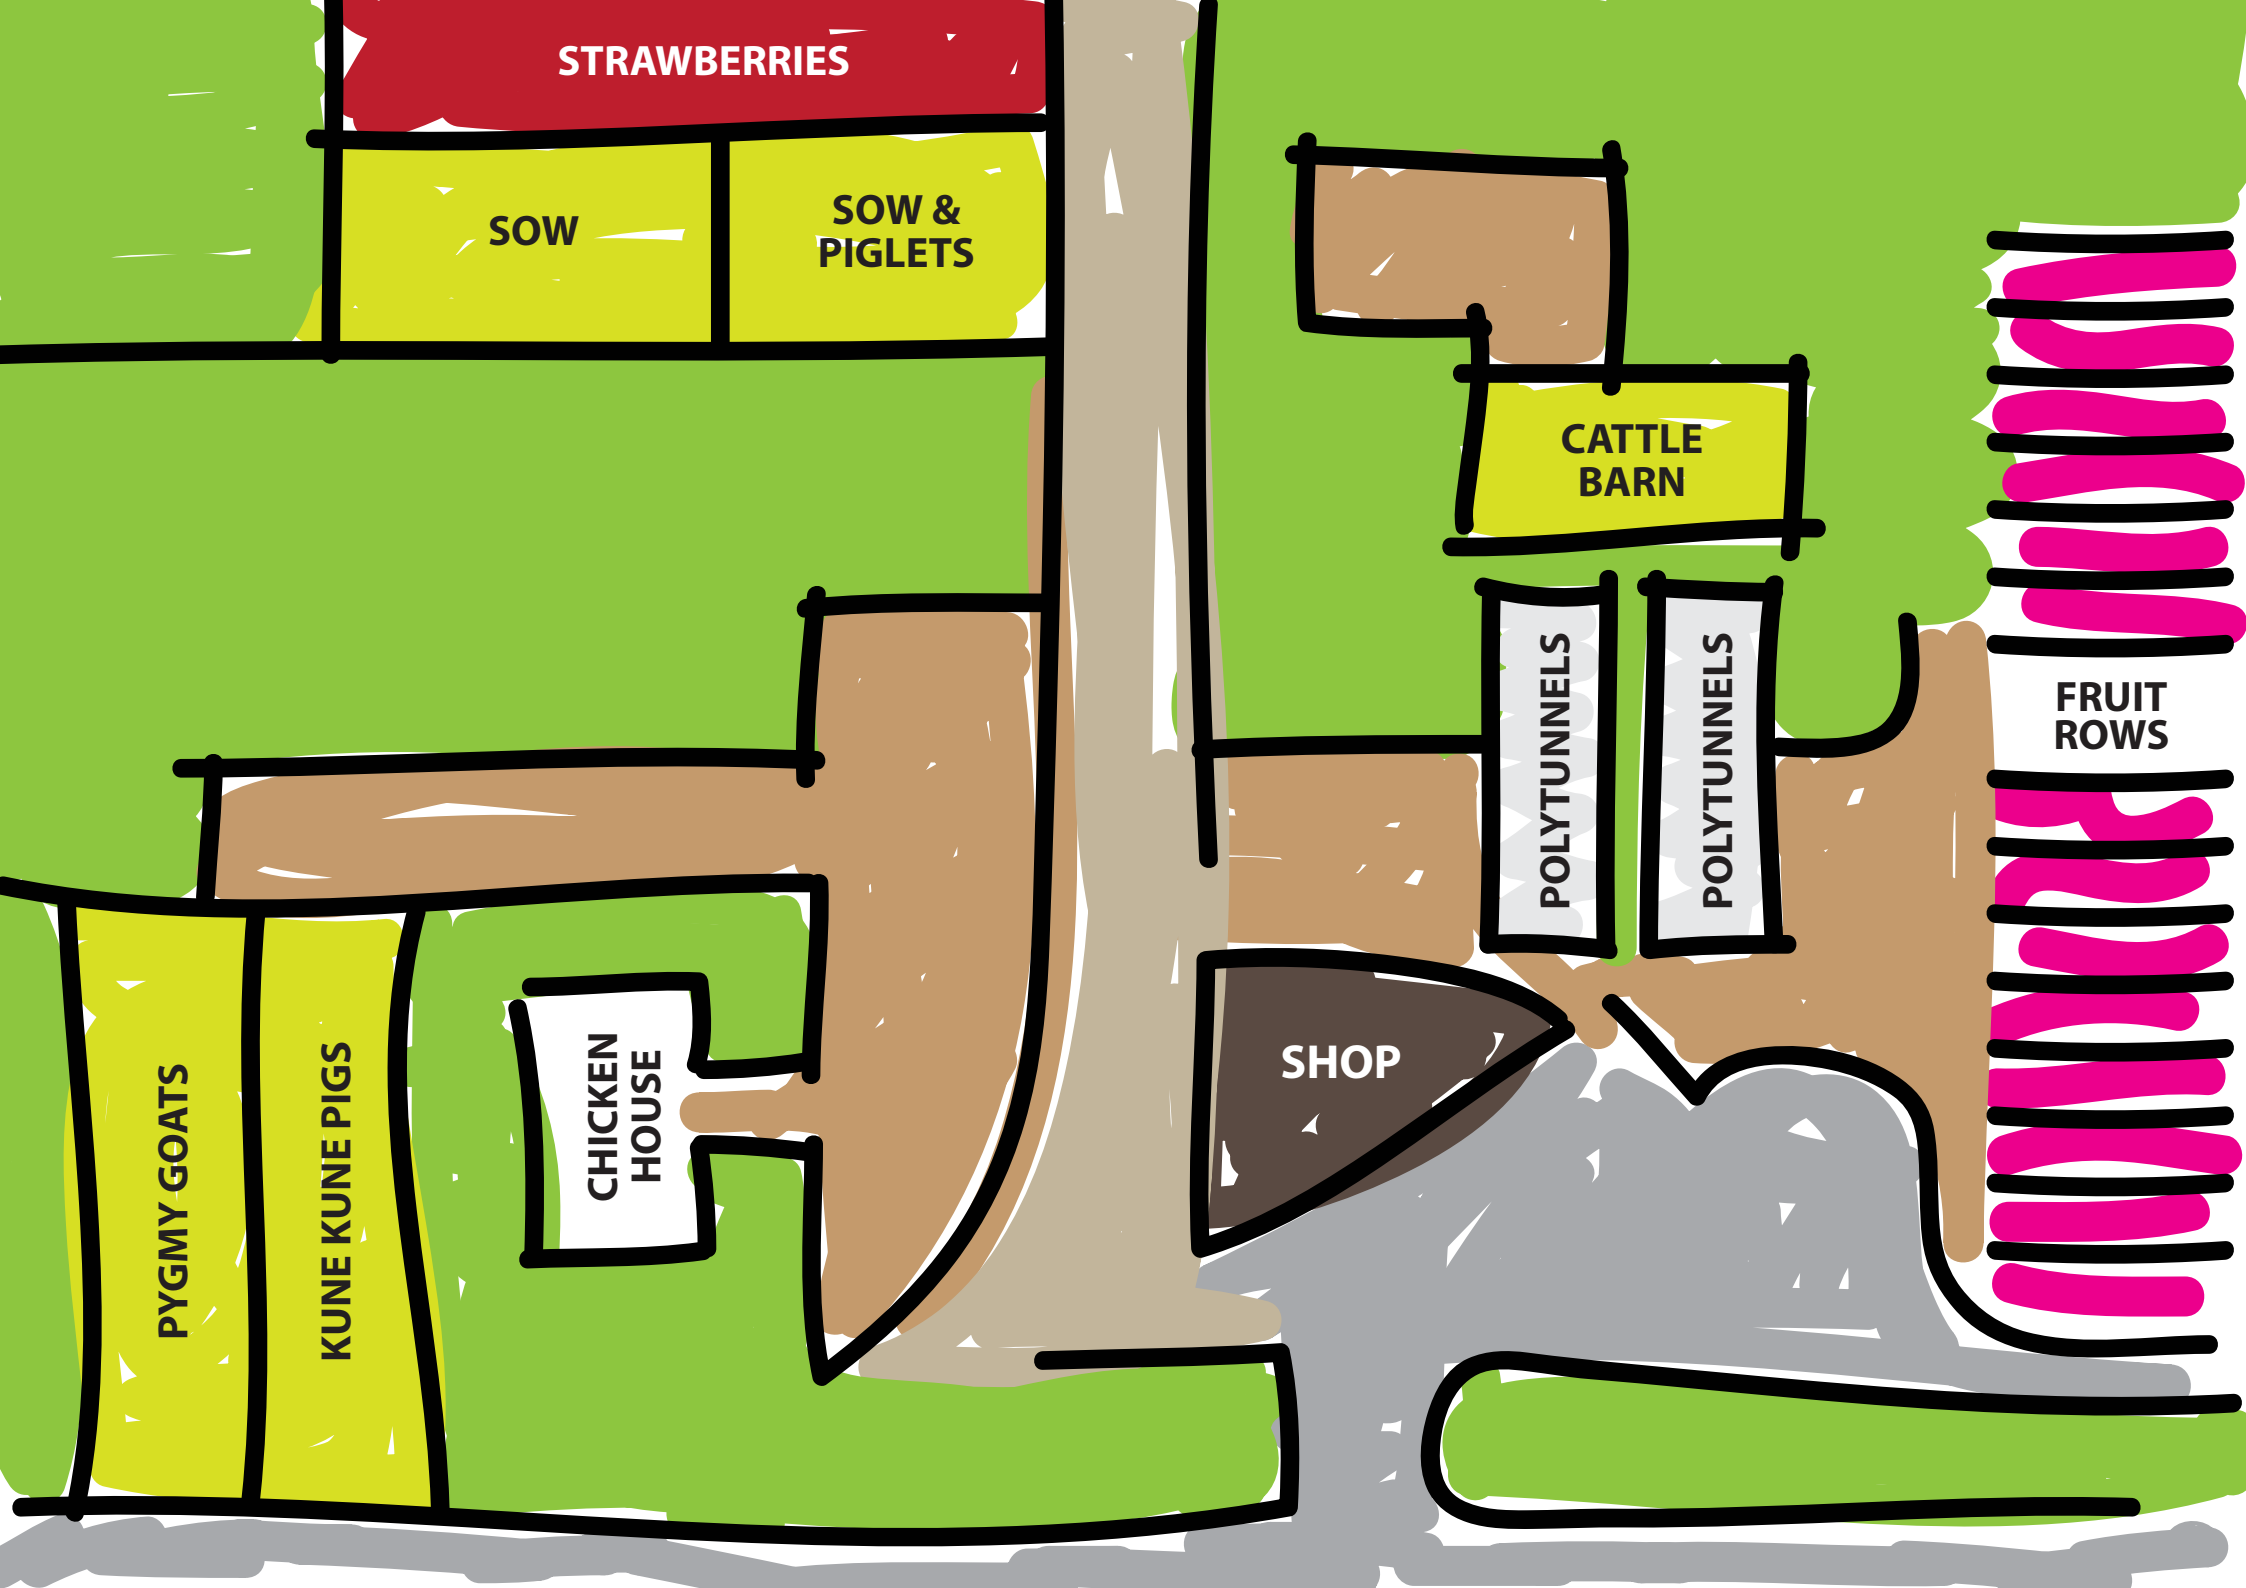 STRAWBERRIES
SOW
SOW &
PIGLETS
CATTLE
BARN
POLYTUNNELS
POLYTUNNELS
FRUIT
ROWS
SHOP
CHICKEN
HOUSE
PYGMY GOATS
KUNE KUNE PIGS